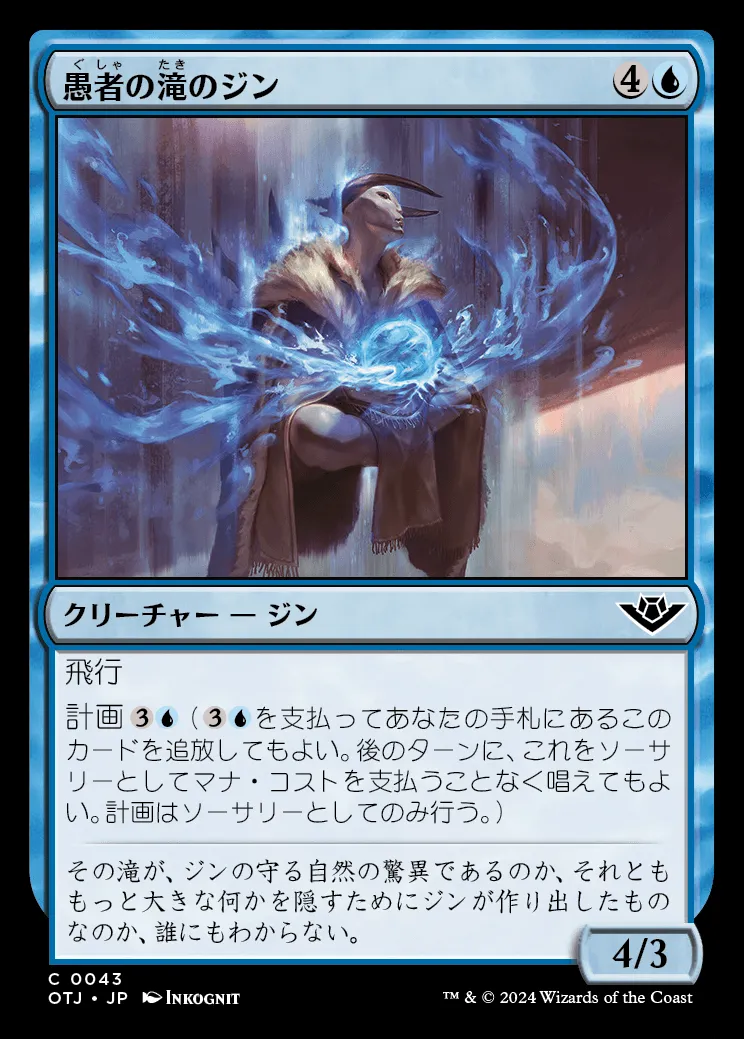 愚者の滝のジン 4
クリーチャー — ジン
飛行
計画 3 ( 3 を支払ってあなたの手札にあるこの
カードを追放してもよい。後のターンに、これをソーサ
リーとしてマナ・コストを支払うことなく唱えてもよ
い。計画はソーサリーとしてのみ行う。)
その滝が、ジンの守る自然の驚異であるのか、それとも
もっと大きな何かを隠すためにジンが作り出したもの
なのか、誰にもわからない。
4/3
C 0043
OTJ • JP Inkognit
™ & © 2024 Wizards of the Coast